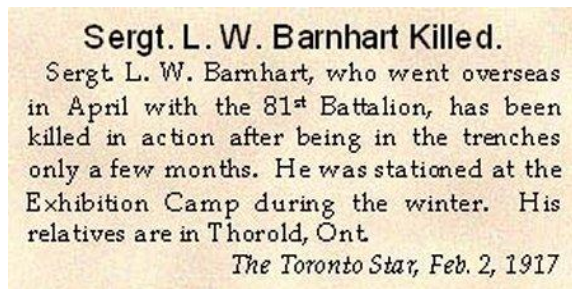 Sergt. L. W. Barnhart Killed.
Sergt. L. W. Barnhart, who went overseas
in April with the 81st Battalion, has been
killed in action after being in the trenches
only a few months. He was stationed at the
Exhibition Camp during the winter. His
relatives are in Thorold, Ont.
The Toronto Star, Feb. 2, 1917